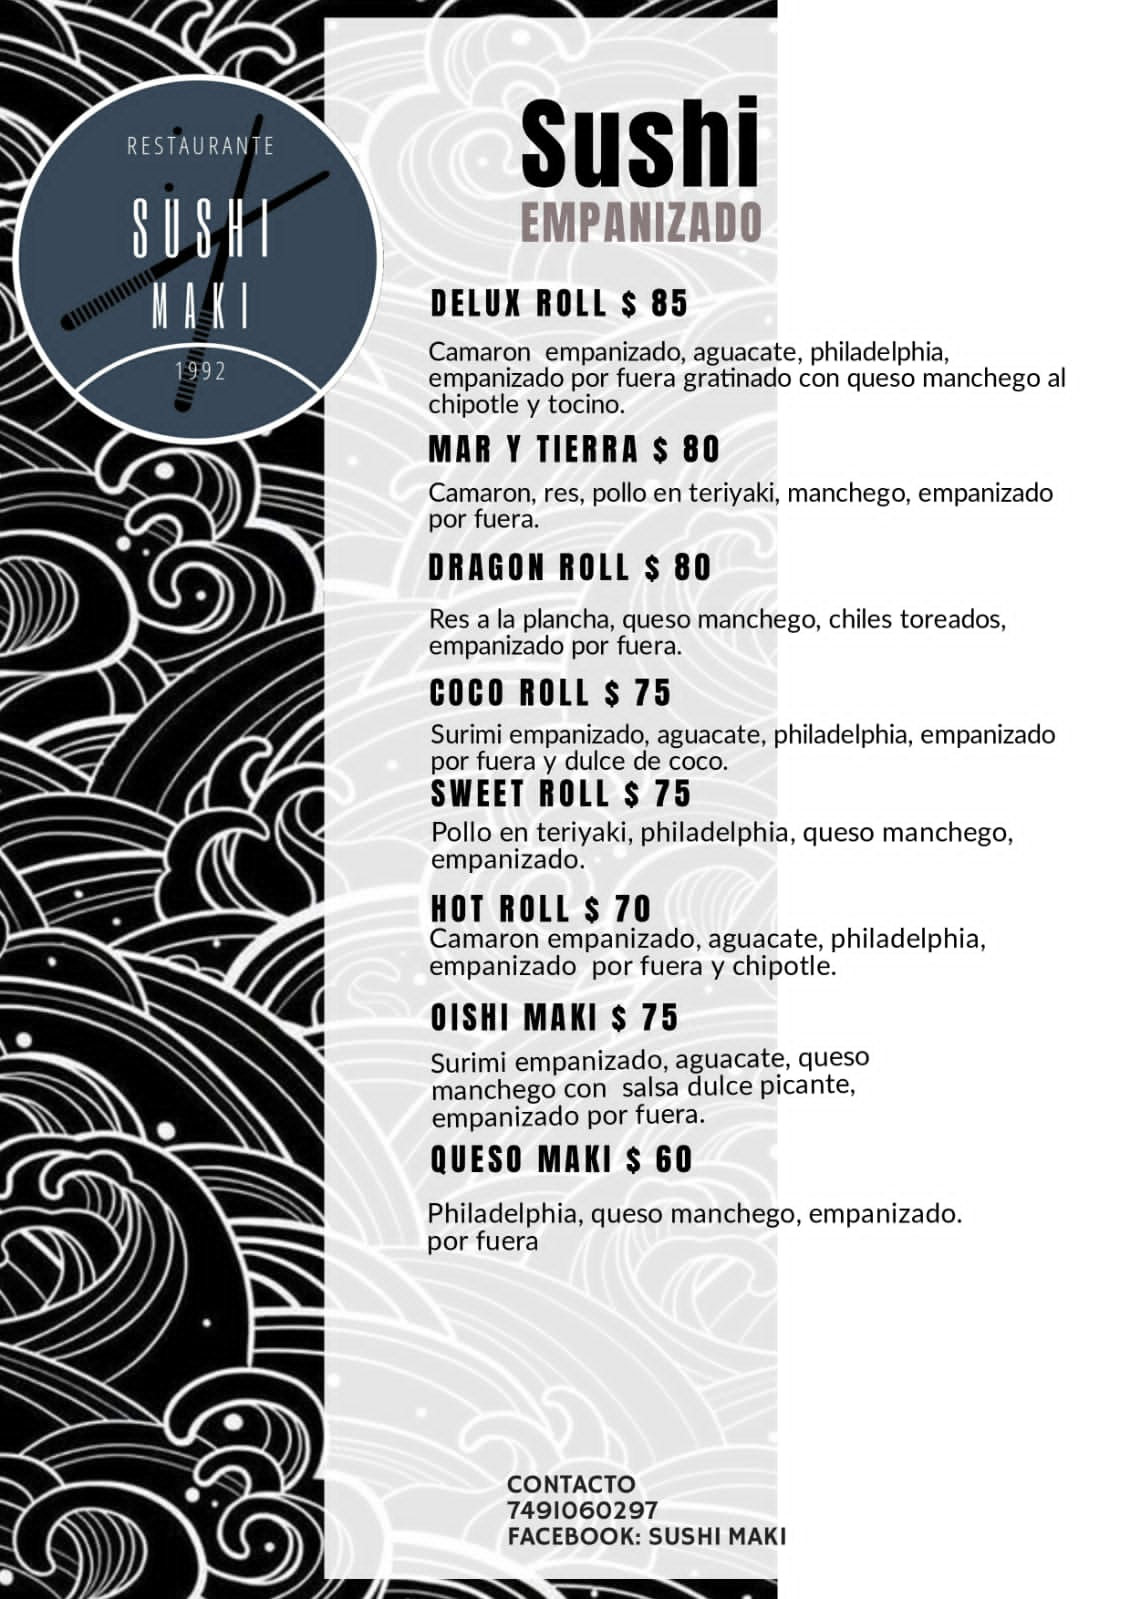 RESTAURANTE
SUSHI
MAKI
1992
Sushi
EMPANIZADO
DELUX ROLL $ 85
Camaron empanizado, aguacate, philadelphia,
empanizado por fuera gratinado con queso manchego al
chipotle y tocino.
MAR Y TIERRA $ 80
Camaron, res, pollo en teriyaki, manchego, empanizado
por fuera.
DRAGON ROLL $ 80
Res a la plancha, queso manchego, chiles toreados,
empanizado por fuera.
COCO ROLL $ 75
Surimi empanizado, aguacate, philadelphia, empanizado
por fuera y dulce de coco.
SWEET ROLL $ 75
Pollo en teriyaki, philadelphia, queso manchego,
empanizado.
HOT ROLL $ 70
Camaron empanizado, aguacate, philadelphia,
empanizado por fuera y chipotle.
OISHI MAKI $ 75
Surimi empanizado, aguacate, queso
manchego con salsa dulce picante,
empanizado por fuera.
QUESO MAKI $ 60
Philadelphia, queso manchego, empanizado.
por fuera
CONTACTO
7491060297
FACEBOOK: SUSHI MAKI